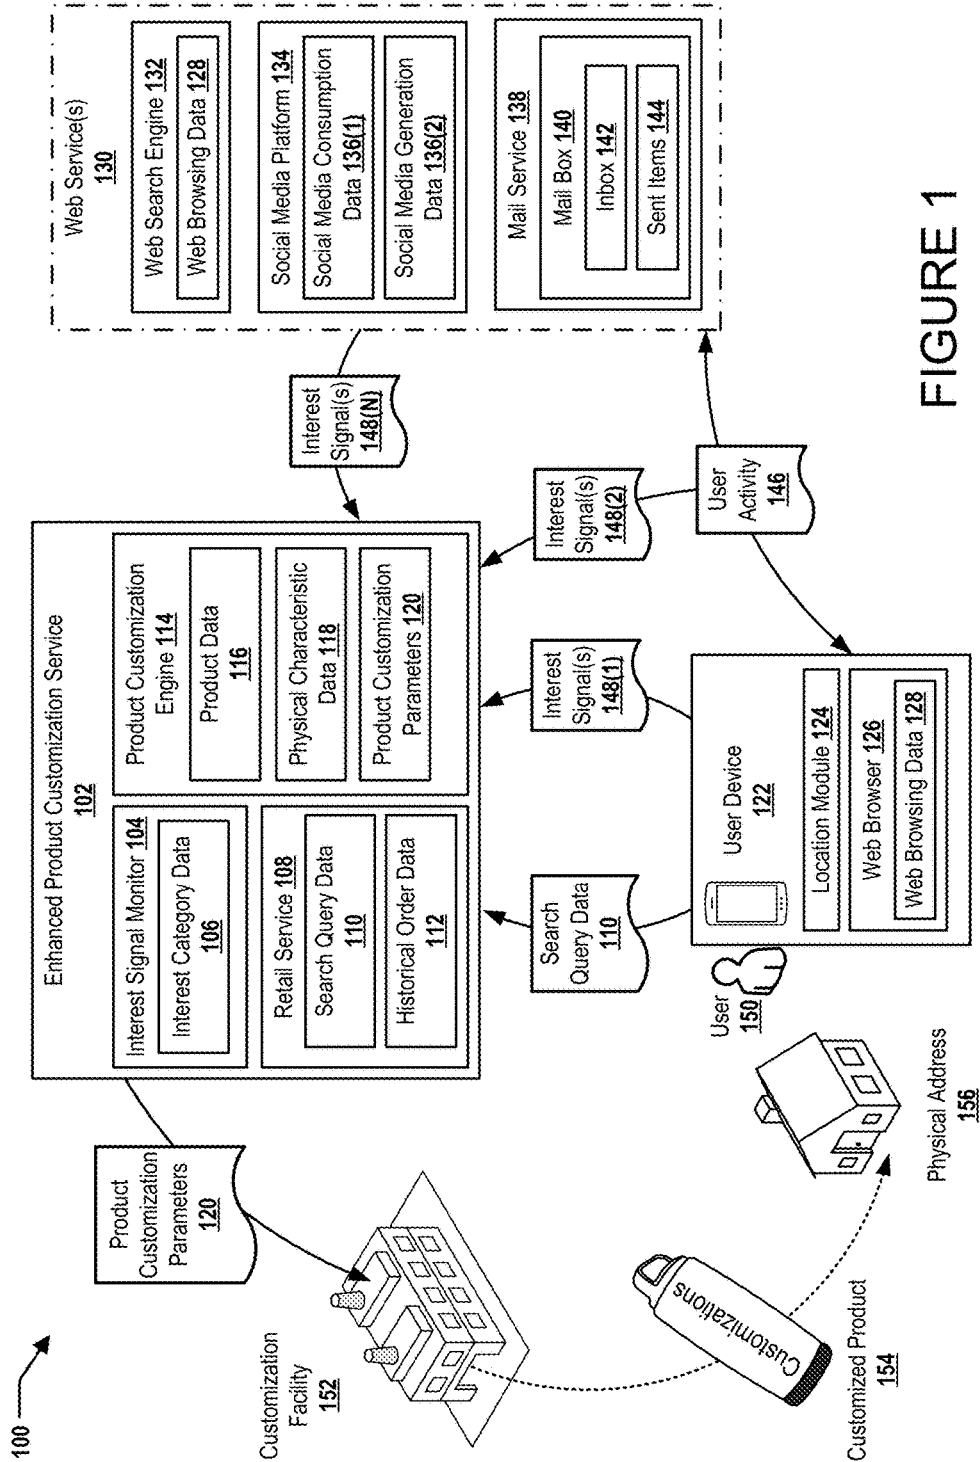 100
Enhanced Product Customization Service
102
Interest Signal Monitor 104
Interest Category Data
106
Retail Service 108
Search Query Data
110
Historical Order Data
112
Product Customization
Engine 114
Product Data
116
Physical Characteristic
Data 118
Product Customization
Parameters 120
Web Service(s)
130
Web Search Engine 132
Web Browsing Data 128
Social Media Platform 134
Social Media Consumption
Data 136(1)
Social Media Generation
Data 136(2)
Mail Service 138
Mail Box 140
Inbox 142
Sent Items 144
Product
Customization
Parameters
120
Interest
Signal(s)
148(N)
Search
Query Data
110
Interest
Signal(s)
148(1)
Interest
Signal(s)
148(2)
User
Activity
146
Customization
Facility
152
Customizations
Customized Product
154
Physical Address
156
User
150
User Device
122
Location Module 124
Web Browser 126
Web Browsing Data 128
FIGURE 1